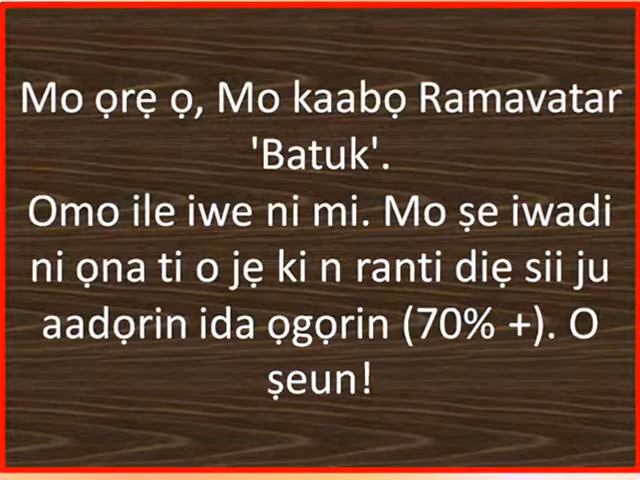 Mo ọrẹ ọ, Mo kaabọ Ramavatar
'Batuk'.
Omo ile iwe ni mi. Mo ṣe iwadi
ni ọna ti o jẹ ki n ranti diẹ sii ju
aadọrin ida ọgọrin (70% +). O
ṣeun!